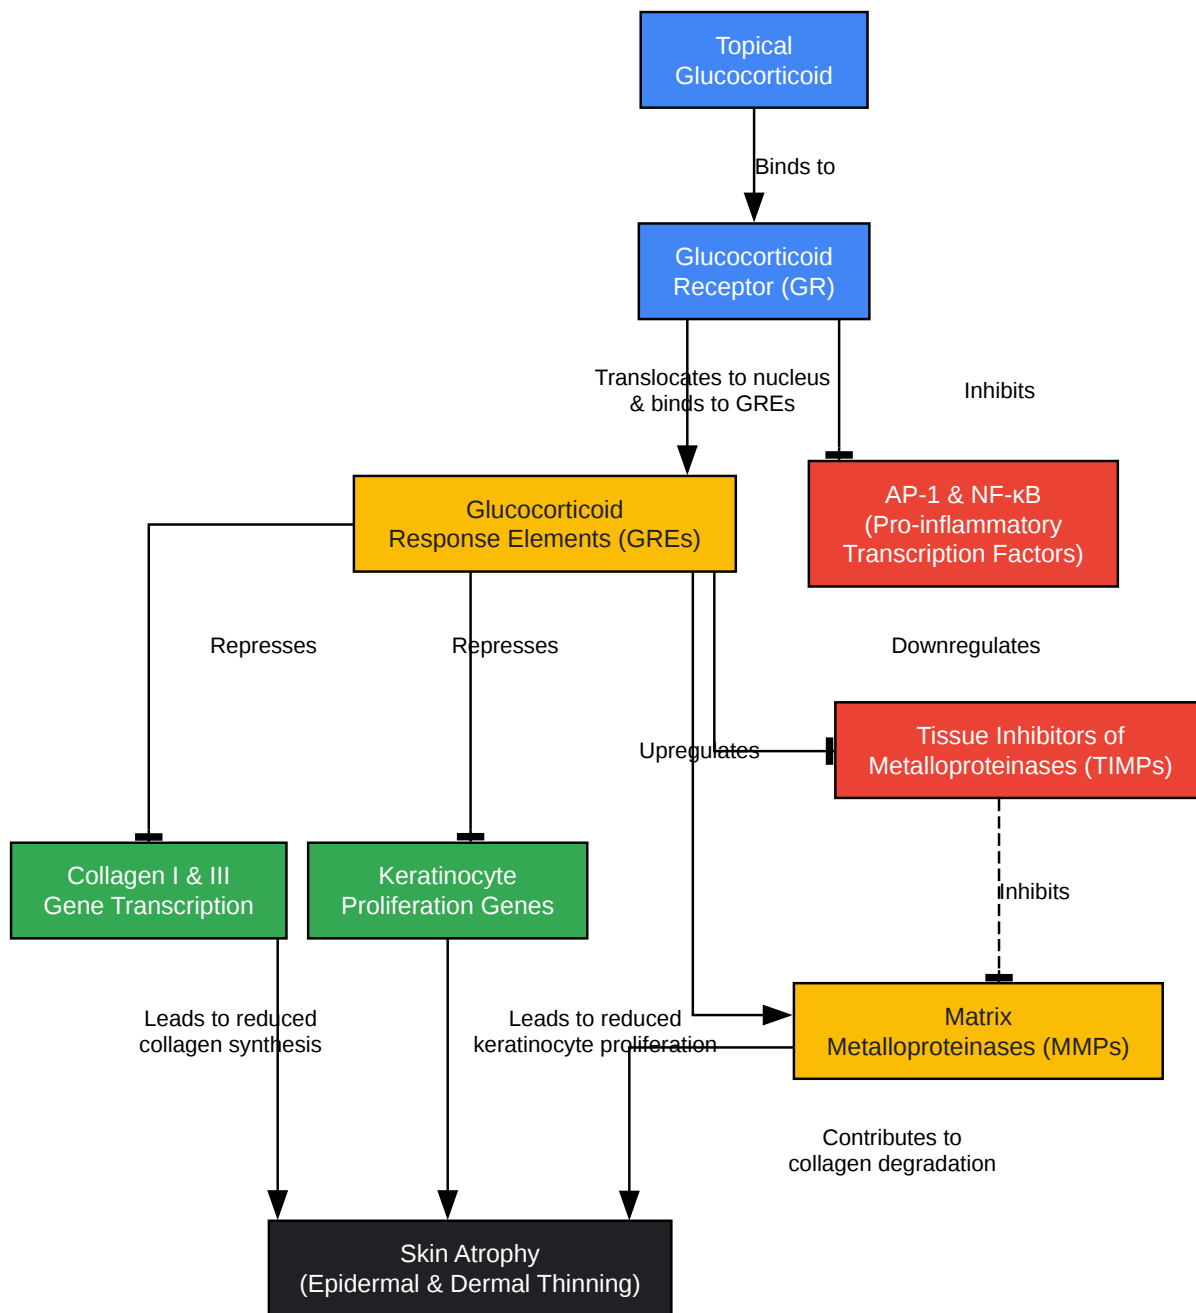 Topical
Glucocorticoid
Binds to
Glucocorticoid
Receptor (GR)
Translocates to nucleus
& binds to GREs
Inhibits
Glucocorticoid
Response Elements (GREs)
AP-1 & NF-κB
(Pro-inflammatory
Transcription Factors)
Represses
Represses
Downregulates
Upregulates
Tissue Inhibitors of
Metalloproteinases (TIMPs)
Collagen I & III
Gene Transcription
Keratinocyte
Proliferation Genes
Inhibits
Leads to reduced
collagen synthesis
Leads to reduced
keratinocyte proliferation
Matrix
Metalloproteinases (MMPs)
Contributes to
collagen degradation
Skin Atrophy
(Epidermal & Dermal Thinning)